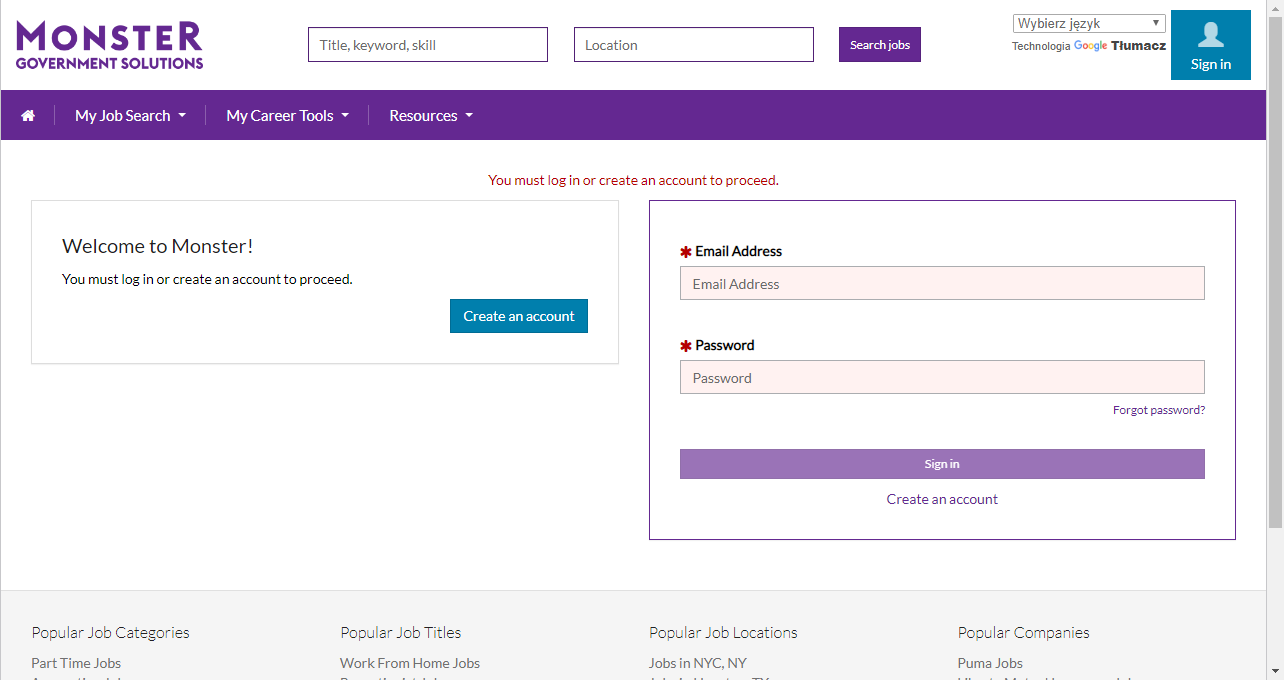 MONSTER
GOVERNMENT SOLUTIONS
Title, keyword, skill
Location
Search jobs
Wybierz język
Technologia Google Tłumacz
Sign in
My Job Search
My Career Tools
Resources
You must log in or create an account to proceed.
Welcome to Monster!
You must log in or create an account to proceed.
Create an account
✱ Email Address
Email Address
✱ Password
Password
Forgot password?
Sign in
Create an account
Popular Job Categories
Popular Job Titles
Popular Job Locations
Popular Companies
Part Time Jobs
Work From Home Jobs
Jobs in NYC, NY
Puma Jobs